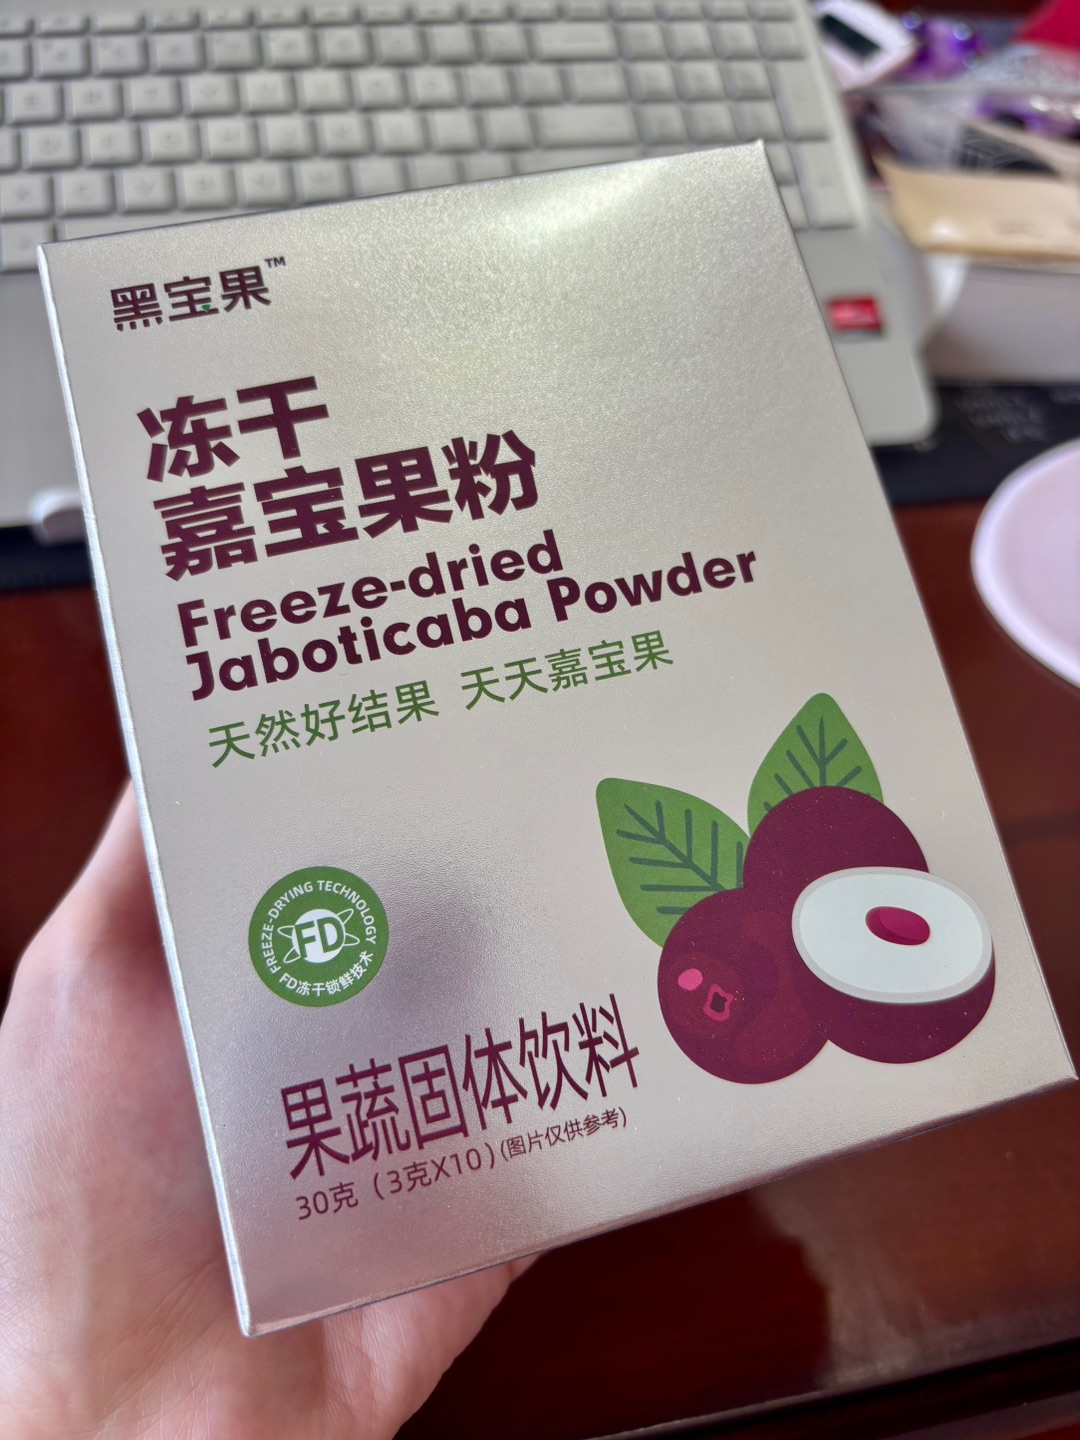 黑宝果™
冻干
嘉宝果粉
Freeze-dried
Jaboticaba Powder
天然好结果 天天嘉宝果
FREEZE-DRYING TECHNOLOGY
FD
FD冻干锁鲜技术
果蔬固体饮料
30克（3克X10）(图片仅供参考)